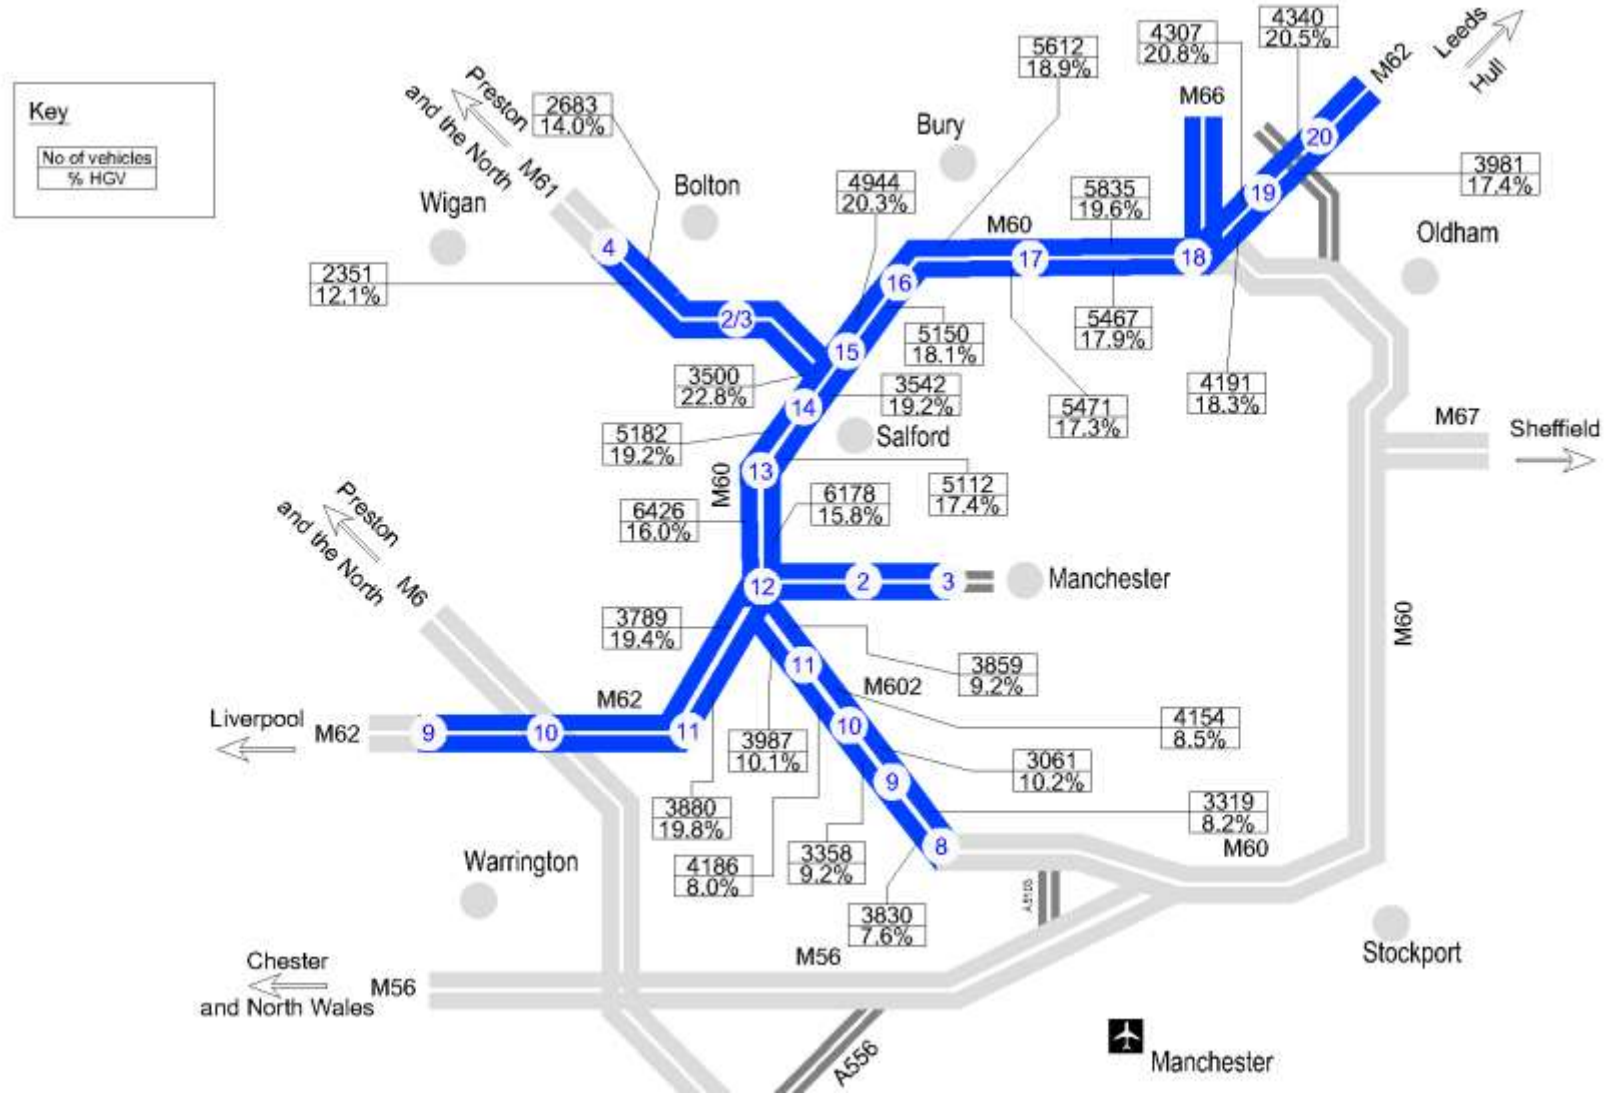 Key
No of vehicles
% HGV
Preston
and the North
M61
2683
14.0%
Wigan
Bolton
2351
12.1%
4
2/3
5612
18.9%
4307
20.8%
4340
20.5%
Leeds
Hull
M62
M66
Bury
20
19
3981
17.4%
4944
20.3%
5835
19.6%
M60
Oldham
16
17
18
15
5150
18.1%
5467
17.9%
3500
22.8%
3542
19.2%
5471
17.3%
4191
18.3%
14
5182
19.2%
Salford
M67
Sheffield
13
M60
5112
17.4%
6426
16.0%
6178
15.8%
Preston
and the North
M6
12
2
3
Manchester
3789
19.4%
M60
11
3859
9.2%
M602
M62
Liverpool
M62
9
10
11
10
4154
8.5%
3987
10.1%
3061
10.2%
9
3880
19.8%
3319
8.2%
8
M60
4186
8.0%
3358
9.2%
Warrington
3830
7.6%
A5103
Stockport
M56
Chester
and North Wales
M56
A556
Manchester